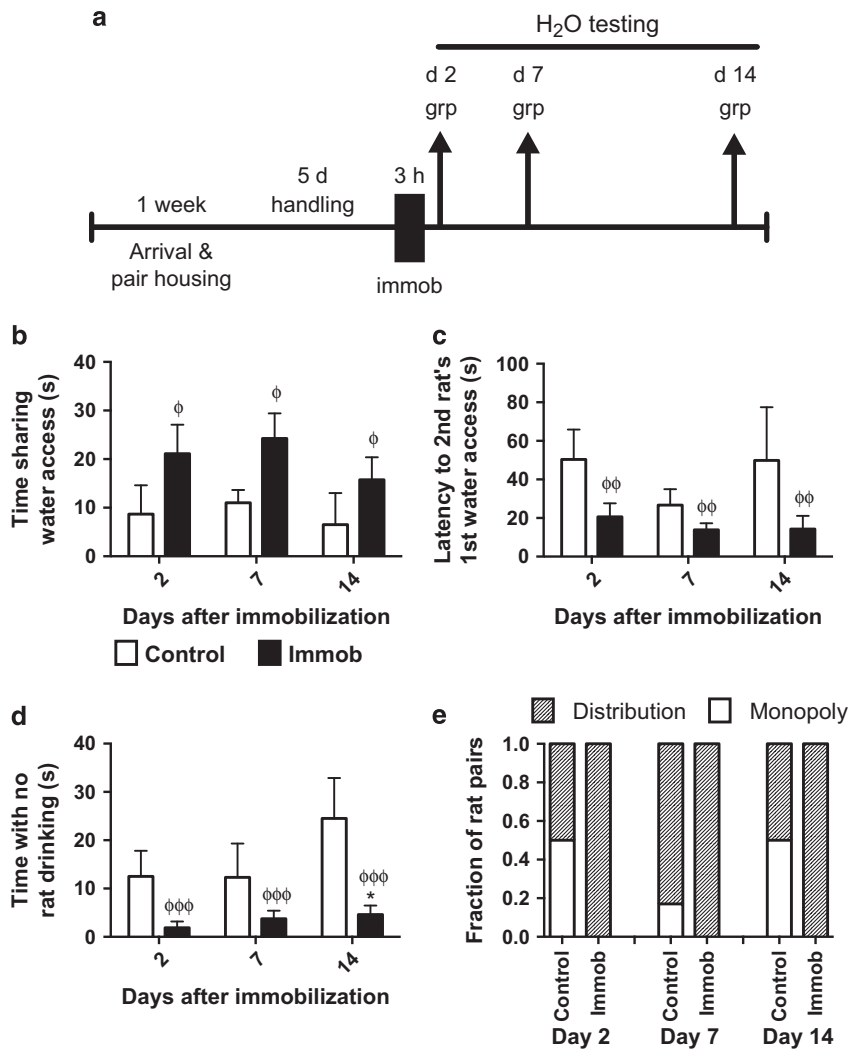 a
H₂O testing
d 2 grp
d 7 grp
d 14 grp
1 week
5 d handling
3 h
Arrival & pair housing
immob
b
Time sharing water access (s)
40
30
20
10
0
ϕ
ϕ
ϕ
2
7
14
Days after immobilization
Control
Immob
c
Latency to 2nd rat's 1st water access (s)
100
80
60
40
20
0
ϕϕ
ϕϕ
ϕϕ
2
7
14
Days after immobilization
d
Time with no rat drinking (s)
40
30
20
10
0
ϕϕϕ
ϕϕϕ
ϕϕϕ
*
2
7
14
Days after immobilization
e
Distribution
Monopoly
Fraction of rat pairs
1.0
0.8
0.6
0.4
0.2
0.0
Control
Immob
Control
Immob
Control
Immob
Day 2
Day 7
Day 14